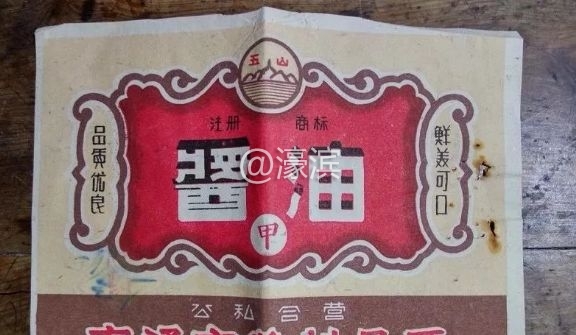 五山
注册 商标
醬油
甲
品质优良
鲜美可口
公私合营
@濠滨